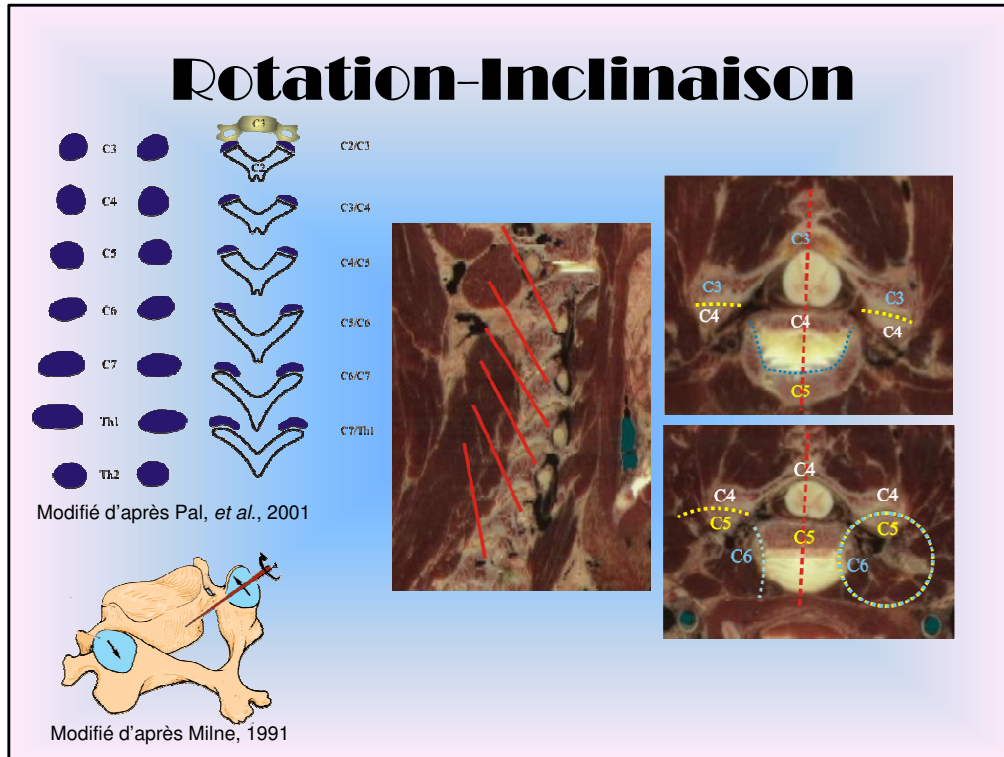 Rotation-Inclinaison
C3
C4
C5
C6
C7
Th1
Th2
C3
C2
C2/C3
C3/C4
C4/C5
C5/C6
C6/C7
C7/Th1
Modifié d'après Pal, et al., 2001
Modifié d'après Milne, 1991
C3
C3
C3
C4
C4
C4
C5
C4
C4
C4
C5
C5
C5
C6
C6